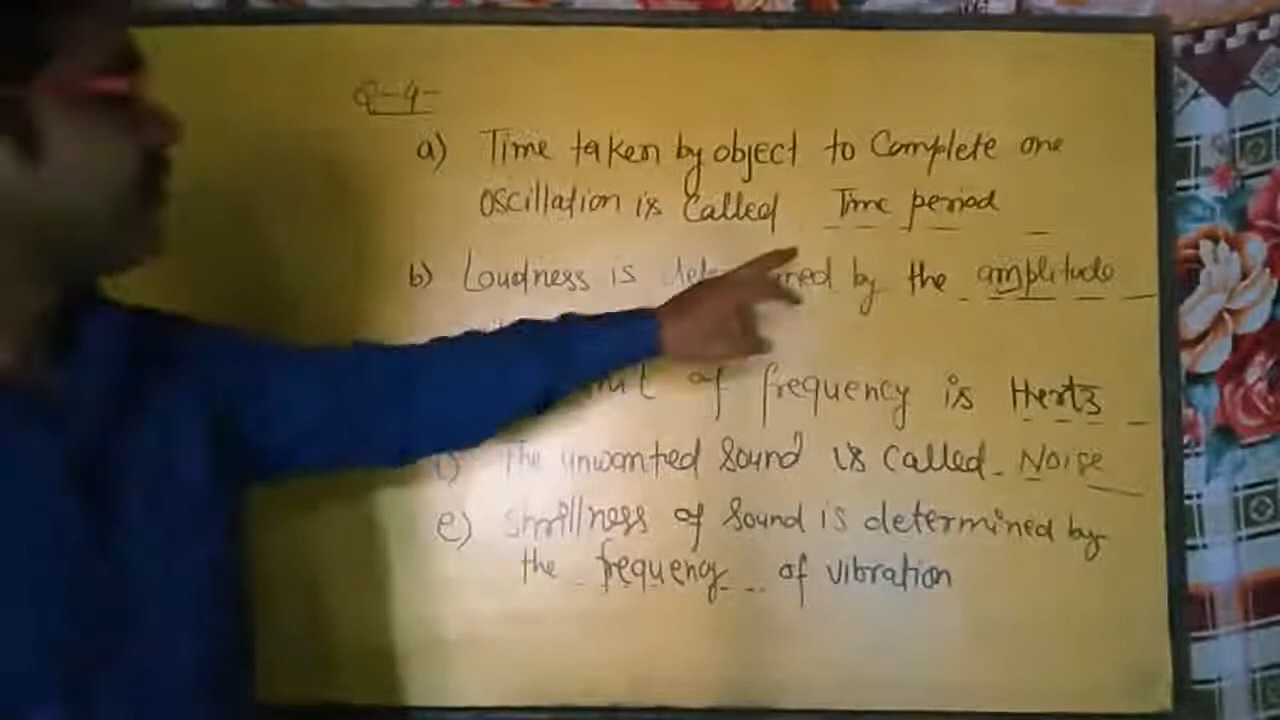 Q-4-
a) Time taken by object to Complete one
oscillation is Called Time period
b) Loudness is by the amplitude
of frequency is Hertz
The unwanted Sound is Called Noise
e) Shrillness of Sound is determined by
the frequency of vibration